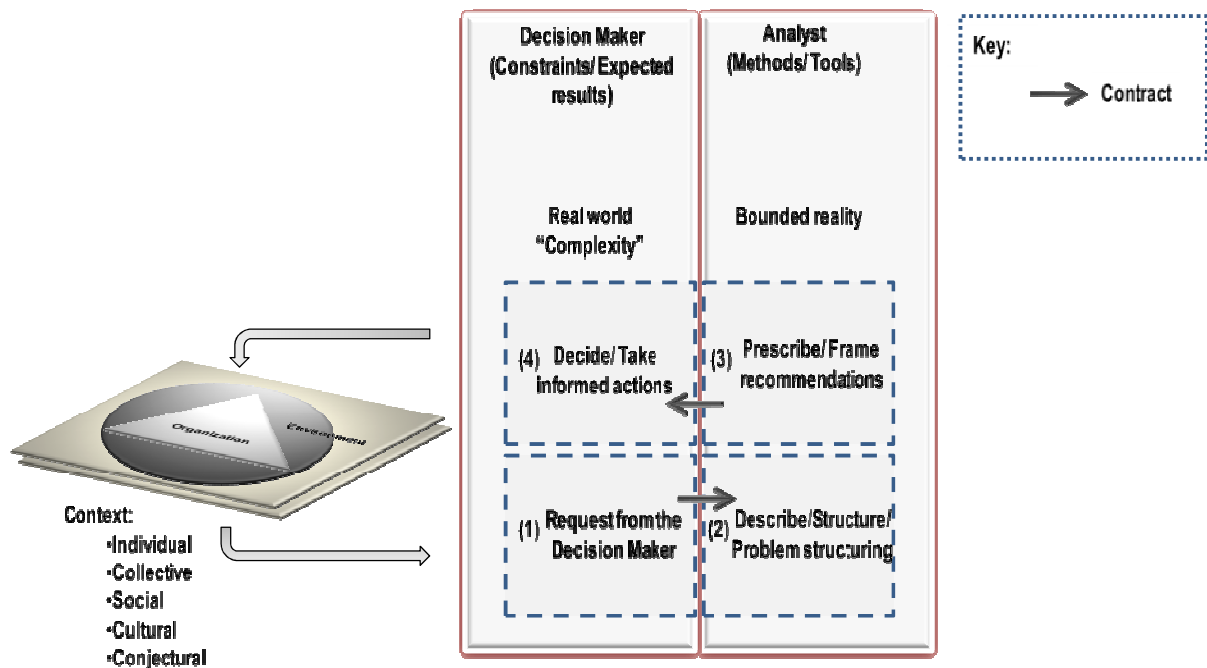 Decision Maker
(Constraints/ Expected
results)
Analyst
(Methods/ Tools)
Key:
Contract
Real world
“Complexity”
Bounded reality
(4) Decide/ Take
informed actions
(3) Prescribe/ Frame
recommendations
Organization
Environment
Context:
•Individual
•Collective
•Social
•Cultural
•Conjectural
(1) Request from the
Decision Maker
(2) Describe/Structure/
Problem structuring